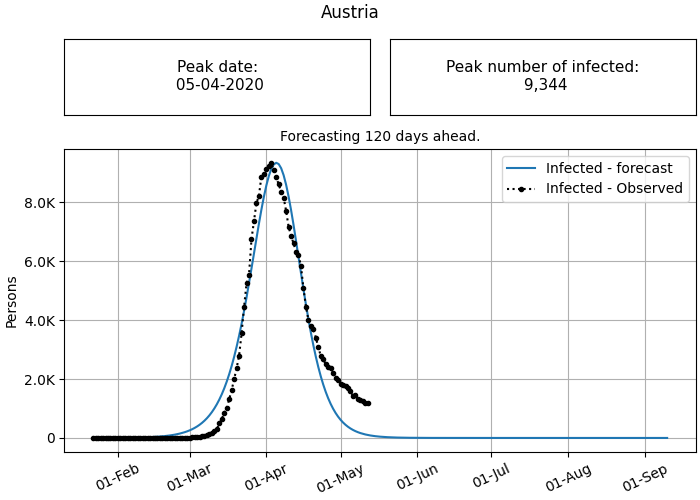 Austria
Peak date:
05-04-2020
Peak number of infected:
9,344
Forecasting 120 days ahead.
Infected - forecast
Infected - Observed
Persons
8.0K
6.0K
4.0K
2.0K
0
01-Feb
01-Mar
01-Apr
01-May
01-Jun
01-Jul
01-Aug
01-Sep